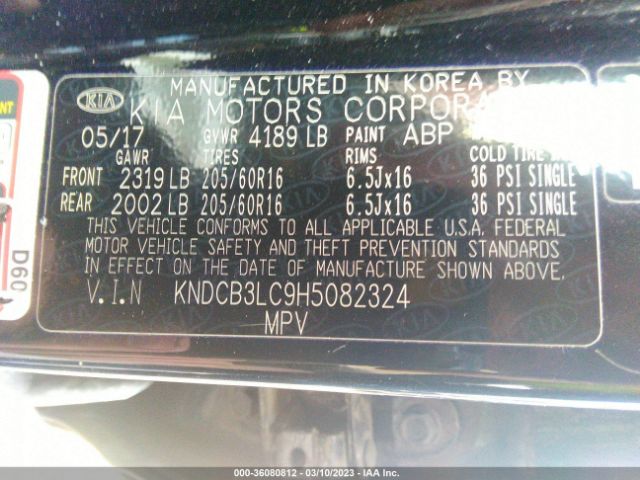 MANUFACTURED IN KOREA BY
KIA KIA MOTORS
05/17 GVWR 4189 LB PAINT ABP
GAWR TIRES RIMS COLD TIRE
FRONT 2319 LB 205/60R16 6.5Jx16 36 PSI SINGLE
REAR 2002 LB 205/60R16 6.5Jx16 36 PSI SINGLE
THIS VEHICLE CONFORMS TO ALL APPLICABLE U.S.A. FEDERAL
MOTOR VEHICLE SAFETY AND THEFT PREVENTION STANDARDS
IN EFFECT ON THE DATE OF MANUFACTURE SHOWN ABOVE.
V.I.N KNDCB3LC9H5082324
MPV
D60
000-36080812 - 03/10/2023 - IAA Inc.